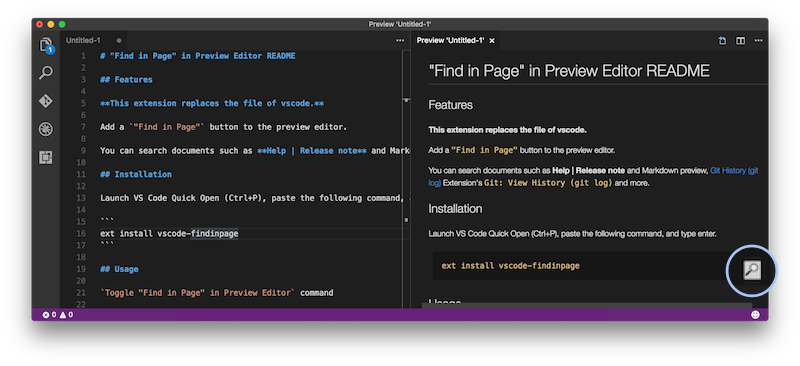 Preview 'Untitled-1'
Untitled-1
1 # "Find in Page" in Preview Editor README
2
3 ## Features
4
5 **This extension replaces the file of vscode.**
6
7 Add a `"Find in Page"` button to the preview editor.
8
9 You can search documents such as **Help | Release note** and Mark
10
11 ## Installation
12
13 Launch VS Code Quick Open (Ctrl+P), paste the following command,
14
15 ```
16 ext install vscode-findinpage
17 ```
18
19 ## Usage
20
21 `Toggle "Find in Page" in Preview Editor` command
22
1
0 0
Preview 'Untitled-1'
"Find in Page" in Preview Editor README
Features
This extension replaces the file of vscode.
Add a "Find in Page" button to the preview editor.
You can search documents such as Help | Release note and Markdown preview, Git History (git
log) Extension's Git: View History (git log) and more.
Installation
Launch VS Code Quick Open (Ctrl+P), paste the following command, and type enter.
ext install vscode-findinpage
Usage